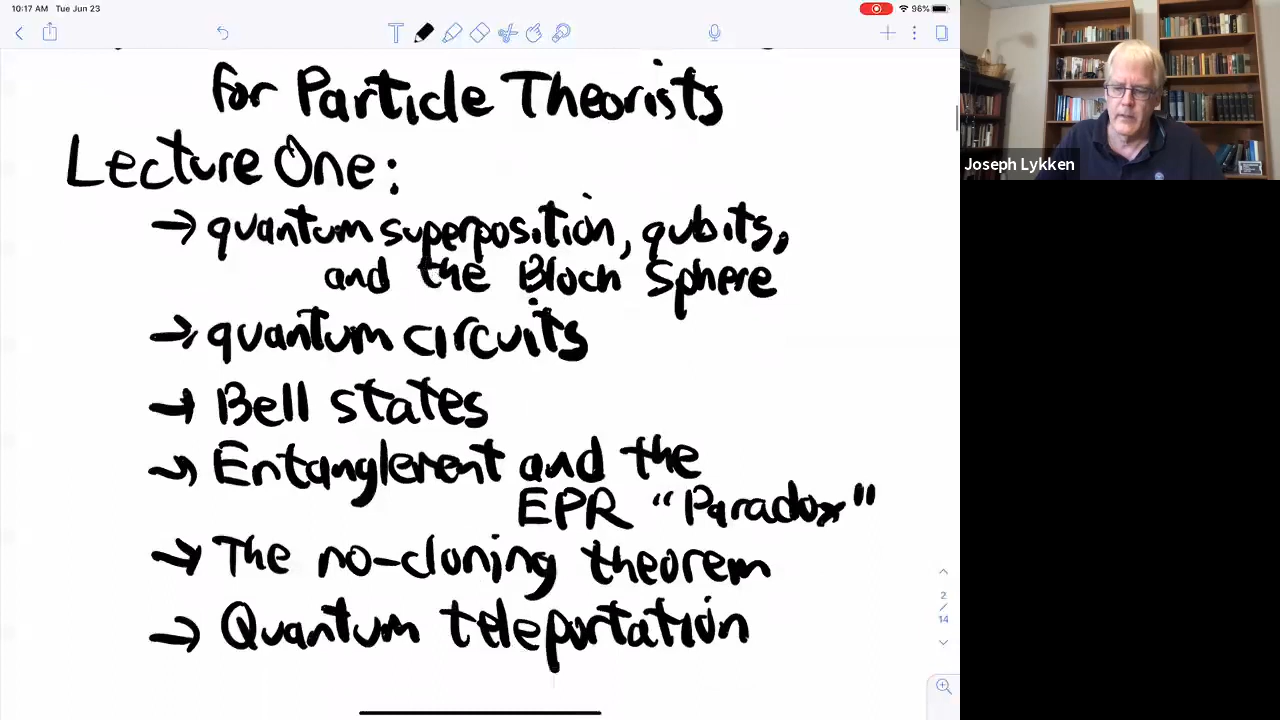 10:17 AM Tue Jun 23
96%
for Particle Theorists
Lecture One:
→ quantum superposition, qubits,
and the Bloch Sphere
→ quantum circuits
→ Bell states
→ Entanglement and the
EPR "Paradox"
→ The no-cloning theorem
→ Quantum teleportation
2
/
14
Joseph Lykken